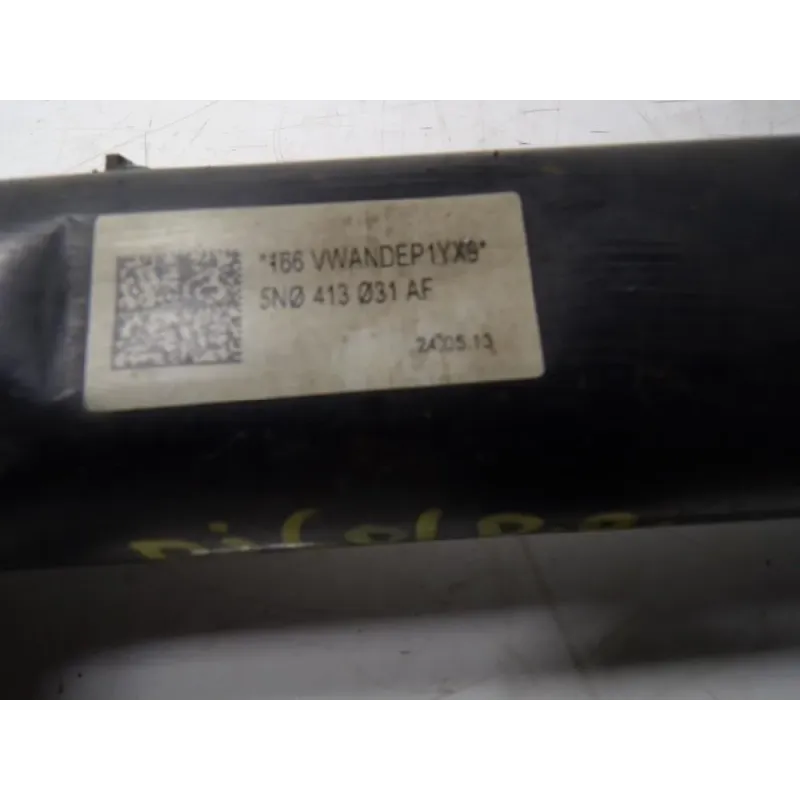 *166 VWANDEP1YX9*
5NØ 413 Ø31 AF
24.05.13